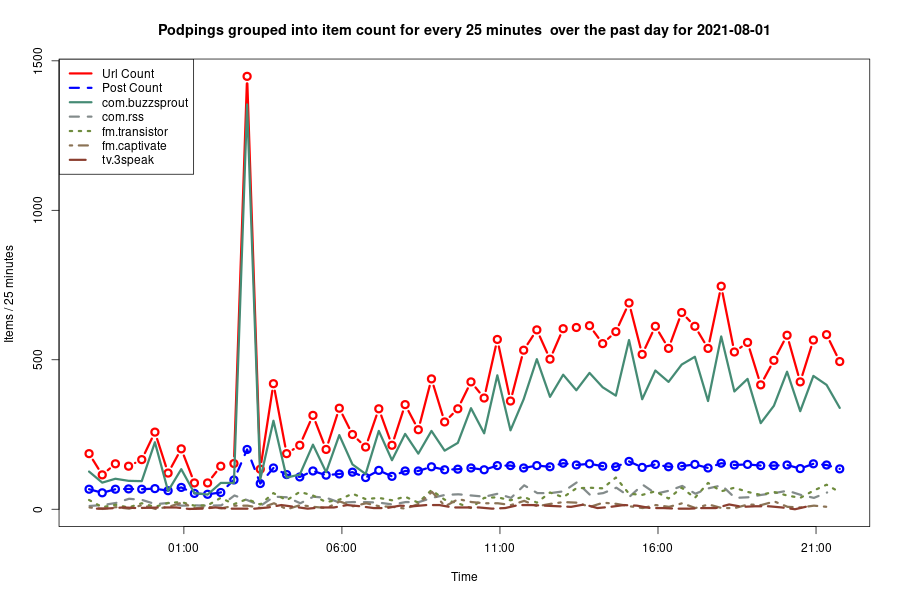 Podpings grouped into item count for every 25 minutes  over the past day for 2021-08-01
Url Count
Post Count
com.buzzsprout
com.rss
fm.transistor
fm.captivate
tv.3speak
Items / 25 minutes
1500
1000
500
0
01:00
06:00
11:00
16:00
21:00
Time